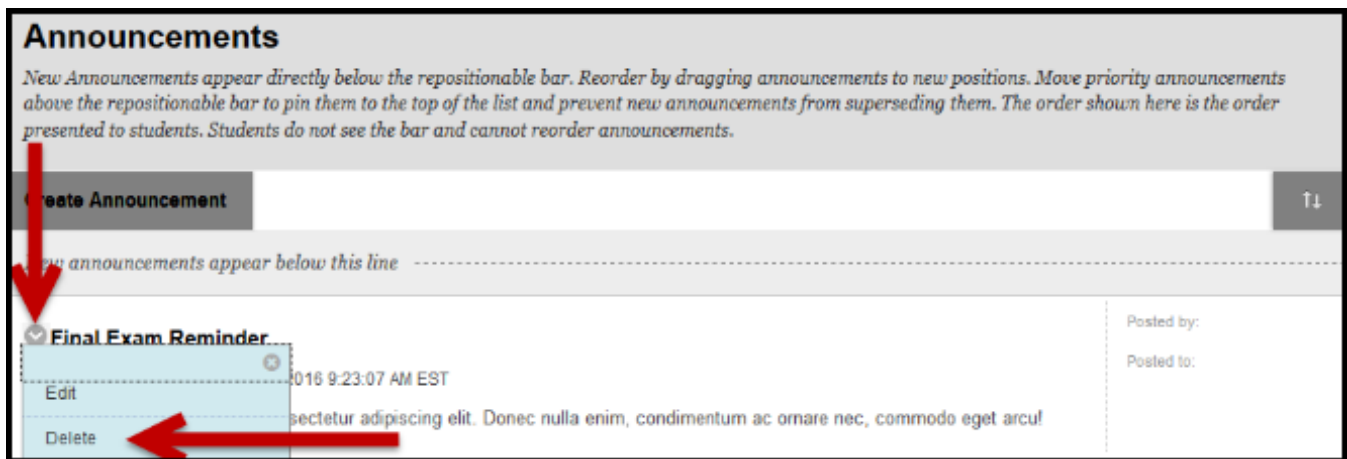 Announcements
New Announcements appear directly below the repositionable bar. Reorder by dragging announcements to new positions. Move priority announcements
above the repositionable bar to pin them to the top of the list and prevent new announcements from superseding them. The order shown here is the order
presented to students. Students do not see the bar and cannot reorder announcements.
Create Announcement
New announcements appear below this line
Final Exam Reminder
Posted by:
2016 9:23:07 AM EST
Posted to:
Edit
adipiscing elit. Donec nulla enim, condimentum ac ornare nec, commodo eget arcu!
Delete